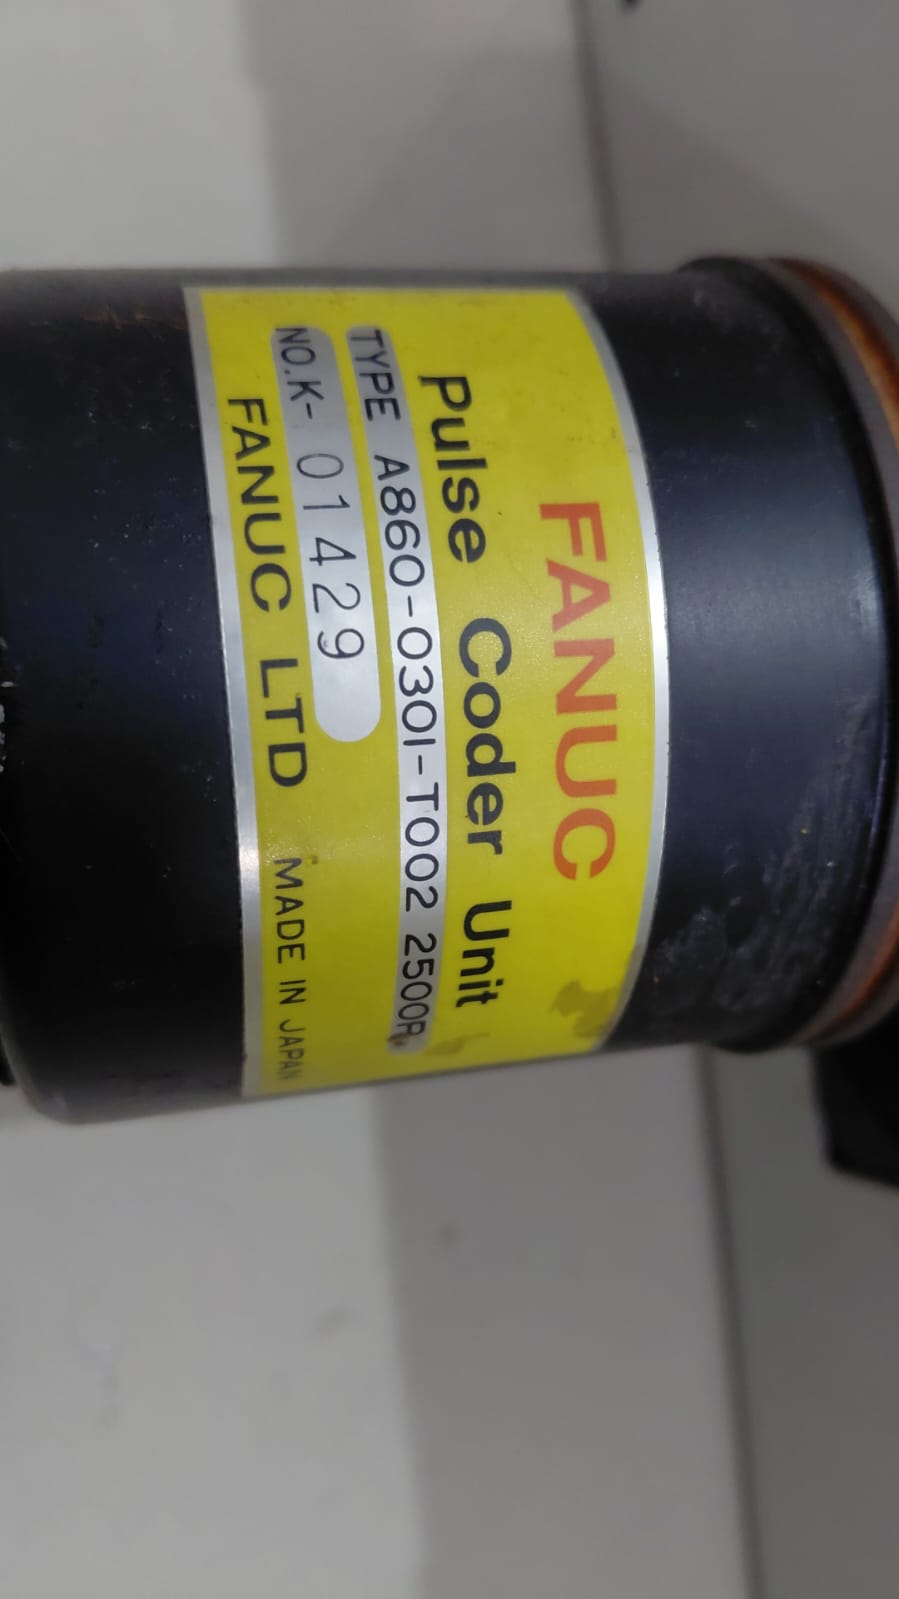 FANUC
Pulse Coder Unit
TYPE A860-0301-T002 2500P
NO.K- 01429
FANUC LTD MADE IN JAPAN